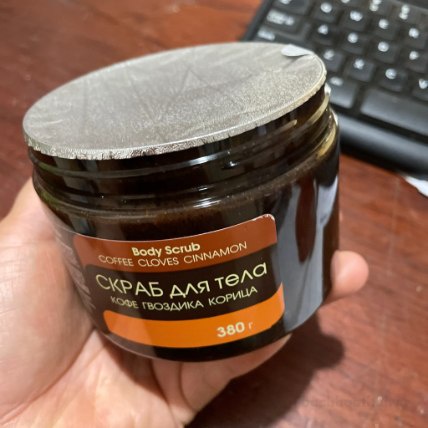 Body Scrub
COFFEE CLOVES CINNAMON
СКРАБ для тела
КОФЕ ГВОЗДИКА КОРИЦА
380 г